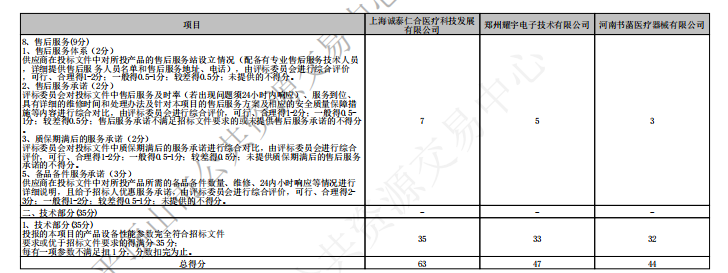 项目 上海诚泰仁合医疗科技发展有限公司 郑州耀宇电子技术有限公司 河南书菡医疗器械有限公司
8、售后服务(9分)
1、售后服务体系（2分）
供应商在投标文件中对所投产品的售后服务站设立情况（配备有专业售后服务技术人员
，详细提供售后服务人员名单和售后服务地址、电话），由评标委员会进行综合评价
，可行、合理得1-2分；一般得0.5-1分；较差得0.5分；未提供的不得分。
2、售后服务承诺（2分）
评标委员会对投标文件中售后服务及时率（若出现问题须24小时内响应）、服务到位、
具有详细的维修时间和处理办法及针对本项目的售后服务方案及相应的安全质量保障措
施等内容进行综合对比，由评标委员会进行综合评价，可行、合理得1-2分；一般得0.5-
1分；较差得0.5分；售后服务承诺不满足招标文件要求的或未提供售后服务承诺的不得分
。
3、质保期满后的服务承诺（2分）
评标委员会对投标文件中质保期满后的服务承诺进行综合对比，由评标委员会进行综合
评价，可行、合理得1-2分；一般得0.5-1分；较差得0.5分；未提供质保期满后的售后服务
承诺的不得分。
5、备品备件服务承诺（3分）
供应商在投标文件中对所投产品所需的备品备件数量、维修、24内小时响应等情况进行
详细说明，且给予招标人优惠服务承诺，由评标委员会进行综合评价，可行、合理得2-
3分；一般得1-2分；较差得0.5-1分；未提供的不得分。
7 5 3
二、技术部分(35分) - - -
1、技术部分(35分)
投报的本项目的产品设备性能参数完全符合招标文件
要求或优于招标文件要求的得满分35分；
每有一项参数不满足扣1分，分数扣完为止。
35 33 32
总得分 63 47 44
平
山
公共资源交易中心
共资源交易中心